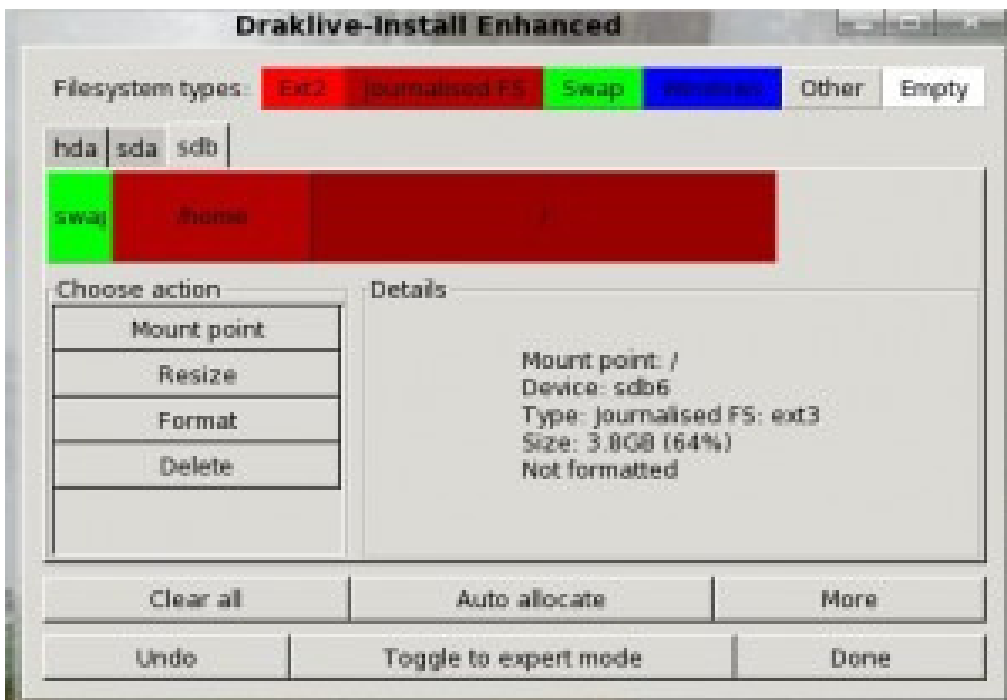 Draklive-Install Enhanced
Filesystem types: Ext2 Journalised FS Swap Windows Other Empty
hda sda sdb
swap /home /
Choose action Details
Mount point
Resize
Format
Delete
Mount point: /
Device: sdb6
Type: Journalised FS: ext3
Size: 3.8GB (64%)
Not formatted
Clear all Auto allocate More
Undo Toggle to expert mode Done